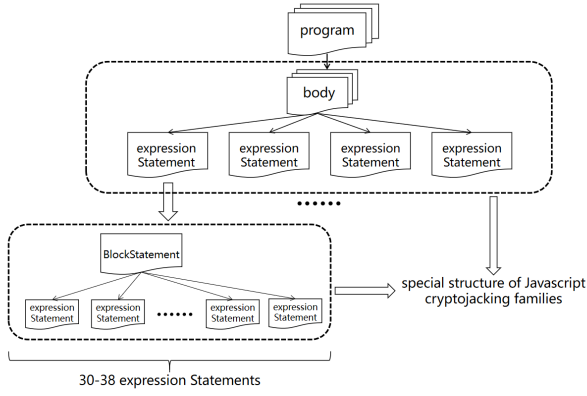 program
body
expression
Statement
expression
Statement
expression
Statement
expression
Statement
••••••
BlockStatement
expression
Statement
expression
Statement
••••••
expression
Statement
expression
Statement
special structure of Javascript
cryptojacking families
30-38 expression Statements